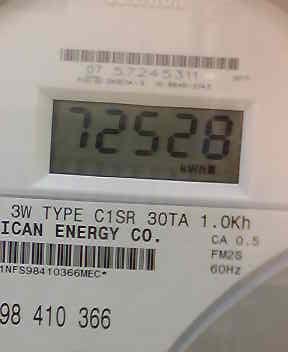 07 57245311
72528
kWh
3W TYPE C1SR 30TA 1.0Kh
ICAN ENERGY CO.
CA 0.5
FM2S
60Hz
1NFS98410366MEC*
98 410 366